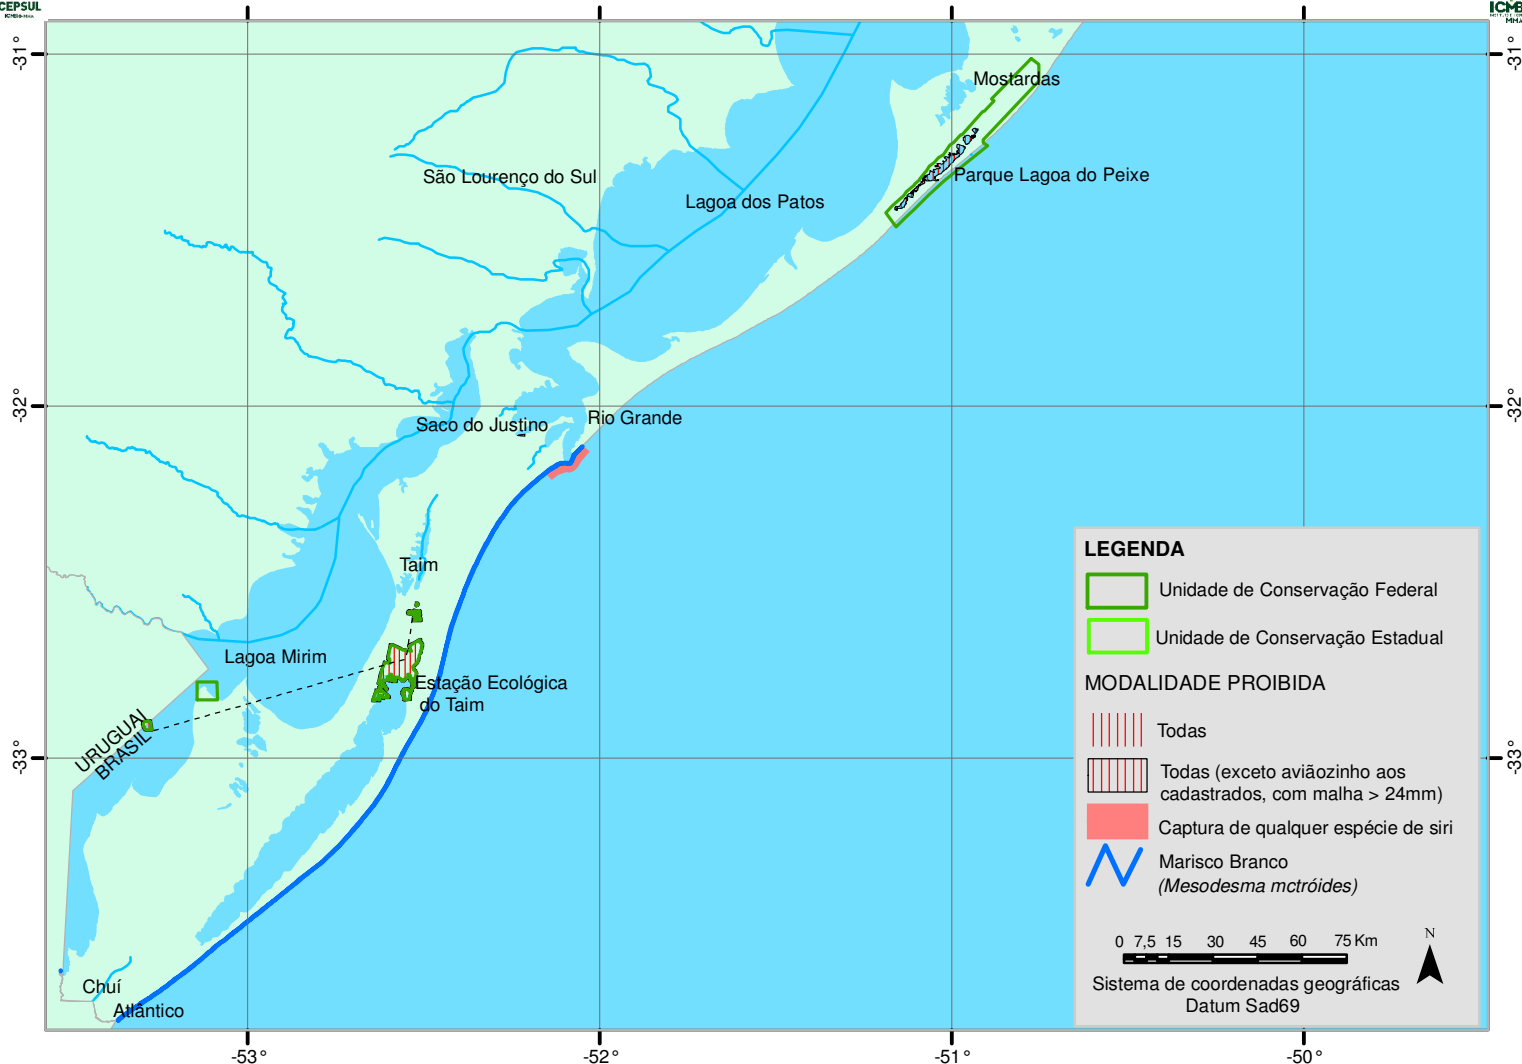 CEPSUL
ICMBio-MMA
ICMB
MMA
-31°
-31°
Mostardas
São Lourenço do Sul
Parque Lagoa do Peixe
Lagoa dos Patos
-32°
-32°
Rio Grande
Saco do Justino
Taim
Lagoa Mirim
Estação Ecológica
do Taim
URUGUAI
BRASIL
-33°
-33°
Chuí
Atlântico
LEGENDA
Unidade de Conservação Federal
Unidade de Conservação Estadual
MODALIDADE PROIBIDA
Todas
Todas (exceto aviãozinho aos
cadastrados, com malha > 24mm)
Captura de qualquer espécie de siri
Marisco Branco
(Mesodesma mctróides)
0 7,5 15 30 45 60 75 Km
N
Sistema de coordenadas geográficas
Datum Sad69
-53°
-52°
-51°
-50°